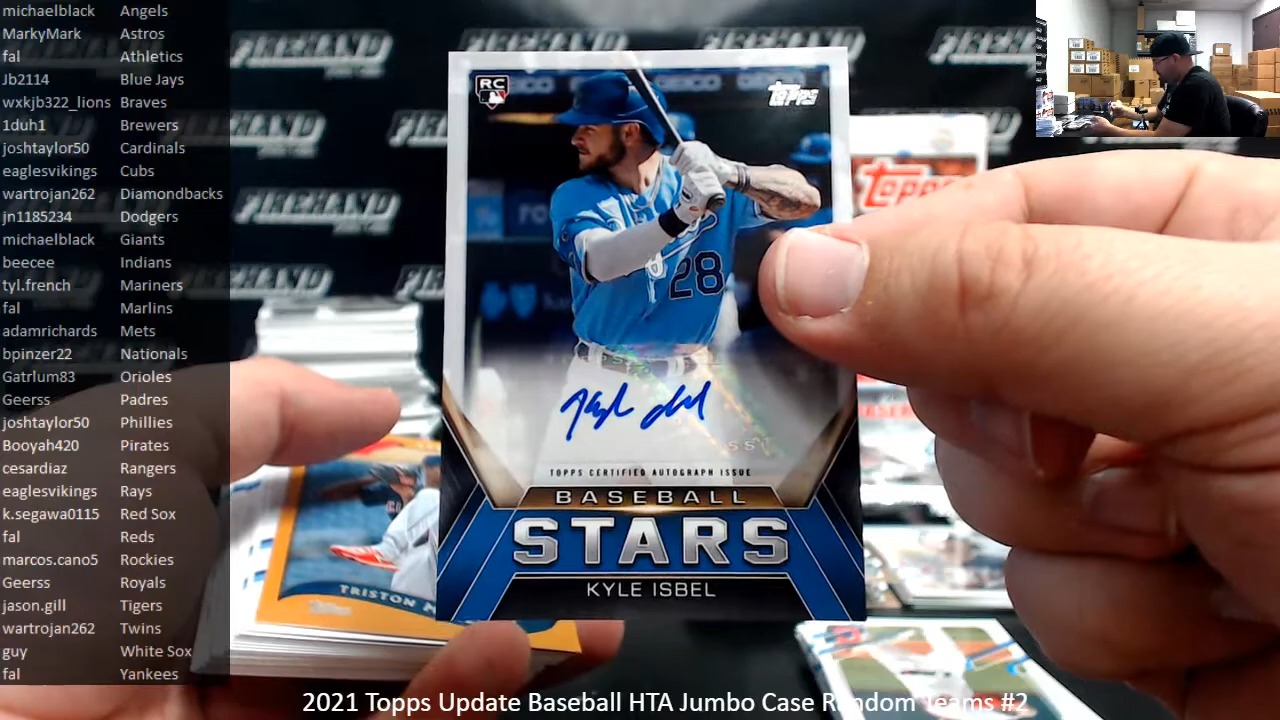 michaelblack Angels
MarkyMark Astros
fal Athletics
Jb2114 Blue Jays
wxkjb322_lions Braves
1duh1 Brewers
joshtaylor50 Cardinals
eaglesvikings Cubs
wartrojan262 Diamondbacks
jn1185234 Dodgers
michaelblack Giants
beecee Indians
tyl.french Mariners
fal Marlins
adamrichards Mets
bpinzer22 Nationals
Gatrlum83 Orioles
Geerss Padres
joshtaylor50 Phillies
Booyah420 Pirates
cesardiaz Rangers
eaglesvikings Rays
k.segawa0115 Red Sox
fal Reds
marcos.cano5 Rockies
Geerss Royals
jason.gill Tigers
wartrojan262 Twins
guy White Sox
fal Yankees
FIREHAND
FIREHAND
FIREHAND
RC
Topps
28
TOPPS CERTIFIED AUTOGRAPH ISSUE
BASEBALL
STARS
KYLE ISBEL
Topps
TRISTON
2021 Topps Update Baseball HTA Jumbo Case Random Teams #2